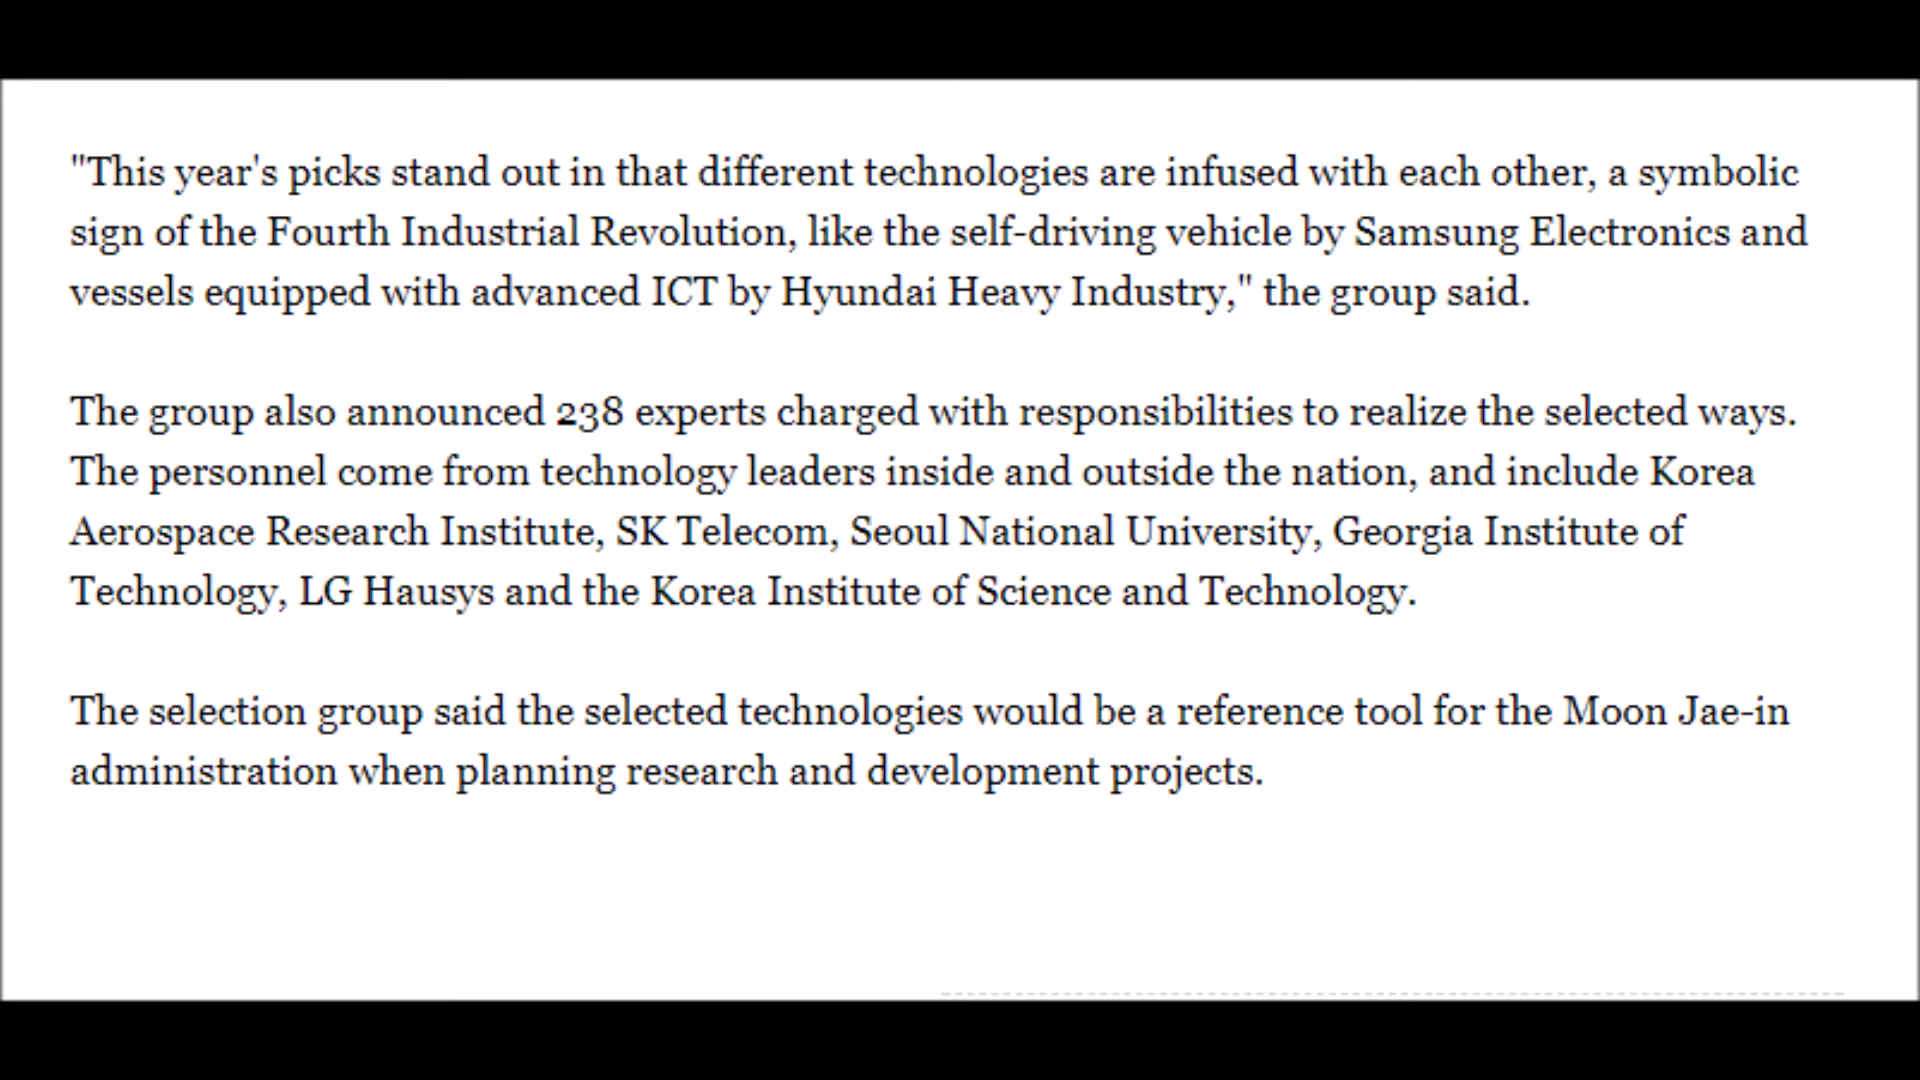 "This year's picks stand out in that different technologies are infused with each other, a symbolic
sign of the Fourth Industrial Revolution, like the self-driving vehicle by Samsung Electronics and
vessels equipped with advanced ICT by Hyundai Heavy Industry," the group said.
The group also announced 238 experts charged with responsibilities to realize the selected ways.
The personnel come from technology leaders inside and outside the nation, and include Korea
Aerospace Research Institute, SK Telecom, Seoul National University, Georgia Institute of
Technology, LG Hausys and the Korea Institute of Science and Technology.
The selection group said the selected technologies would be a reference tool for the Moon Jae-in
administration when planning research and development projects.